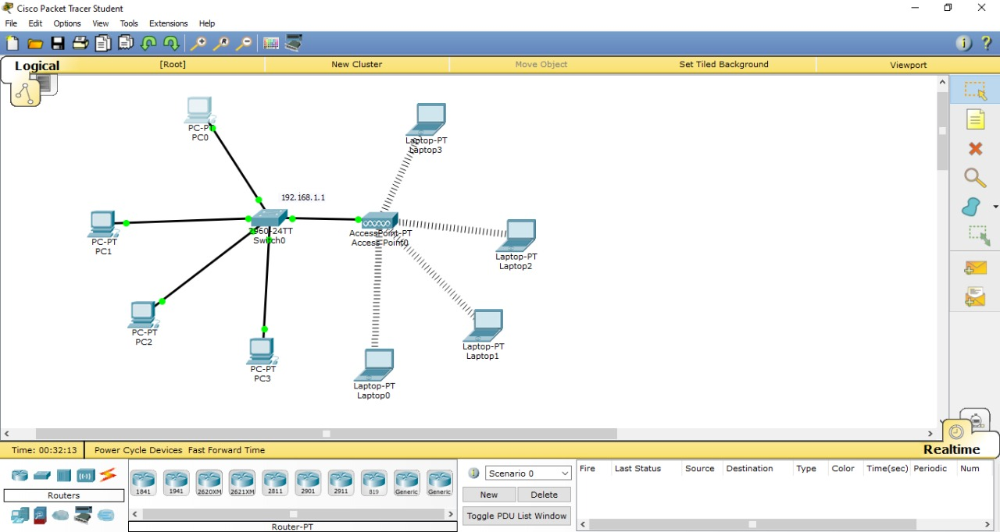 Cisco Packet Tracer Student
File Edit Options View Tools Extensions Help
Logical [Root] New Cluster Move Object Set Tiled Background Viewport
PC-PT
PC0
Laptop-PT
Laptop3
192.168.1.1
PC-PT
PC1
2960-24TT
Switch0
AccessPoint-PT
Access Point0
Laptop-PT
Laptop2
PC-PT
PC2
Laptop-PT
Laptop1
PC-PT
PC3
Laptop-PT
Laptop0
Time: 00:32:13 Power Cycle Devices Fast Forward Time
Realtime
Routers
1841 1941 2620XM 2621XM 2811 2901 2911 819 Generic Generic
Router-PT
Scenario 0
New Delete
Toggle PDU List Window
Fire Last Status Source Destination Type Color Time(sec) Periodic Num